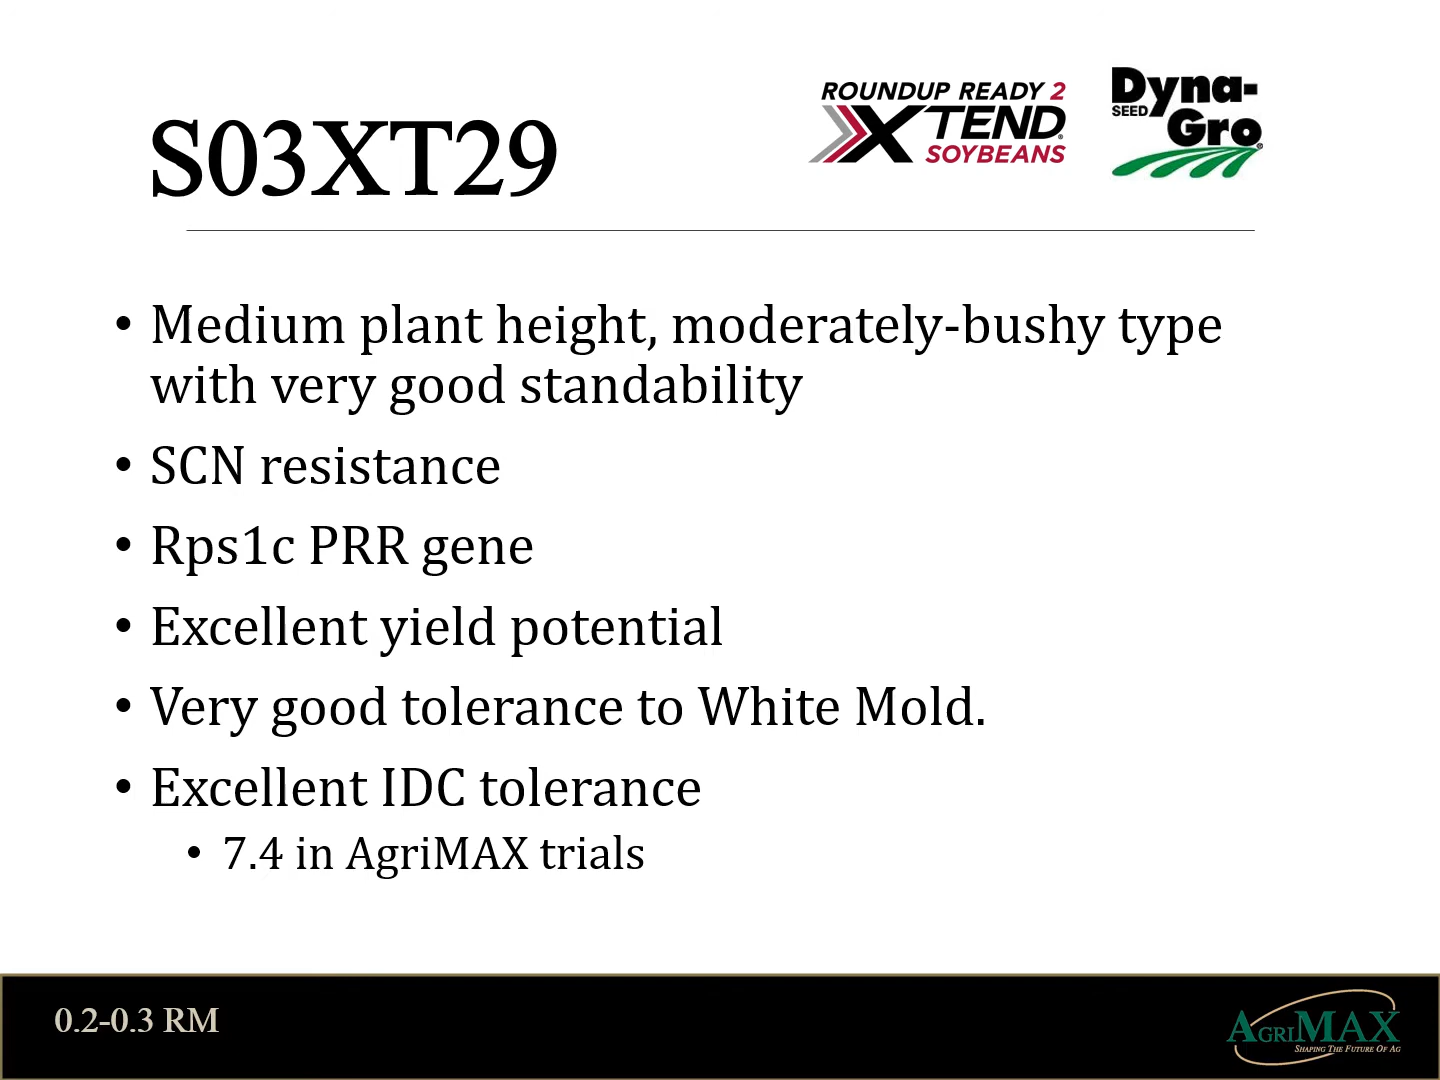 S03XT29
ROUNDUP READY 2
XTEND®
SOYBEANS
Dyna-
SEED
Gro®
• Medium plant height, moderately-bushy type
with very good standability
• SCN resistance
• Rps1c PRR gene
• Excellent yield potential
• Very good tolerance to White Mold.
• Excellent IDC tolerance
• 7.4 in AgriMAX trials
0.2-0.3 RM
AGRIMAX
SHAPING THE FUTURE OF AG